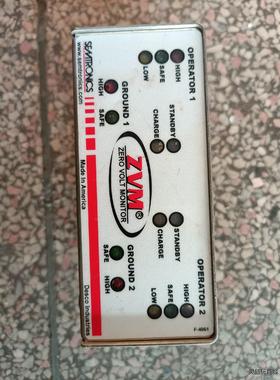 SEMTRONICS
www.semtronics.com
OPERATOR 1
LOW
SAFE
HIGH
GROUND 1
HIGH
SAFE
CHARGE
STANDBY
ZVM®
ZERO VOLT MONITOR
Made In America
CHARGE
STANDBY
GROUND 2
SAFE
HIGH
OPERATOR 2
LOW
SAFE
HIGH
Desco Industries
F-4061